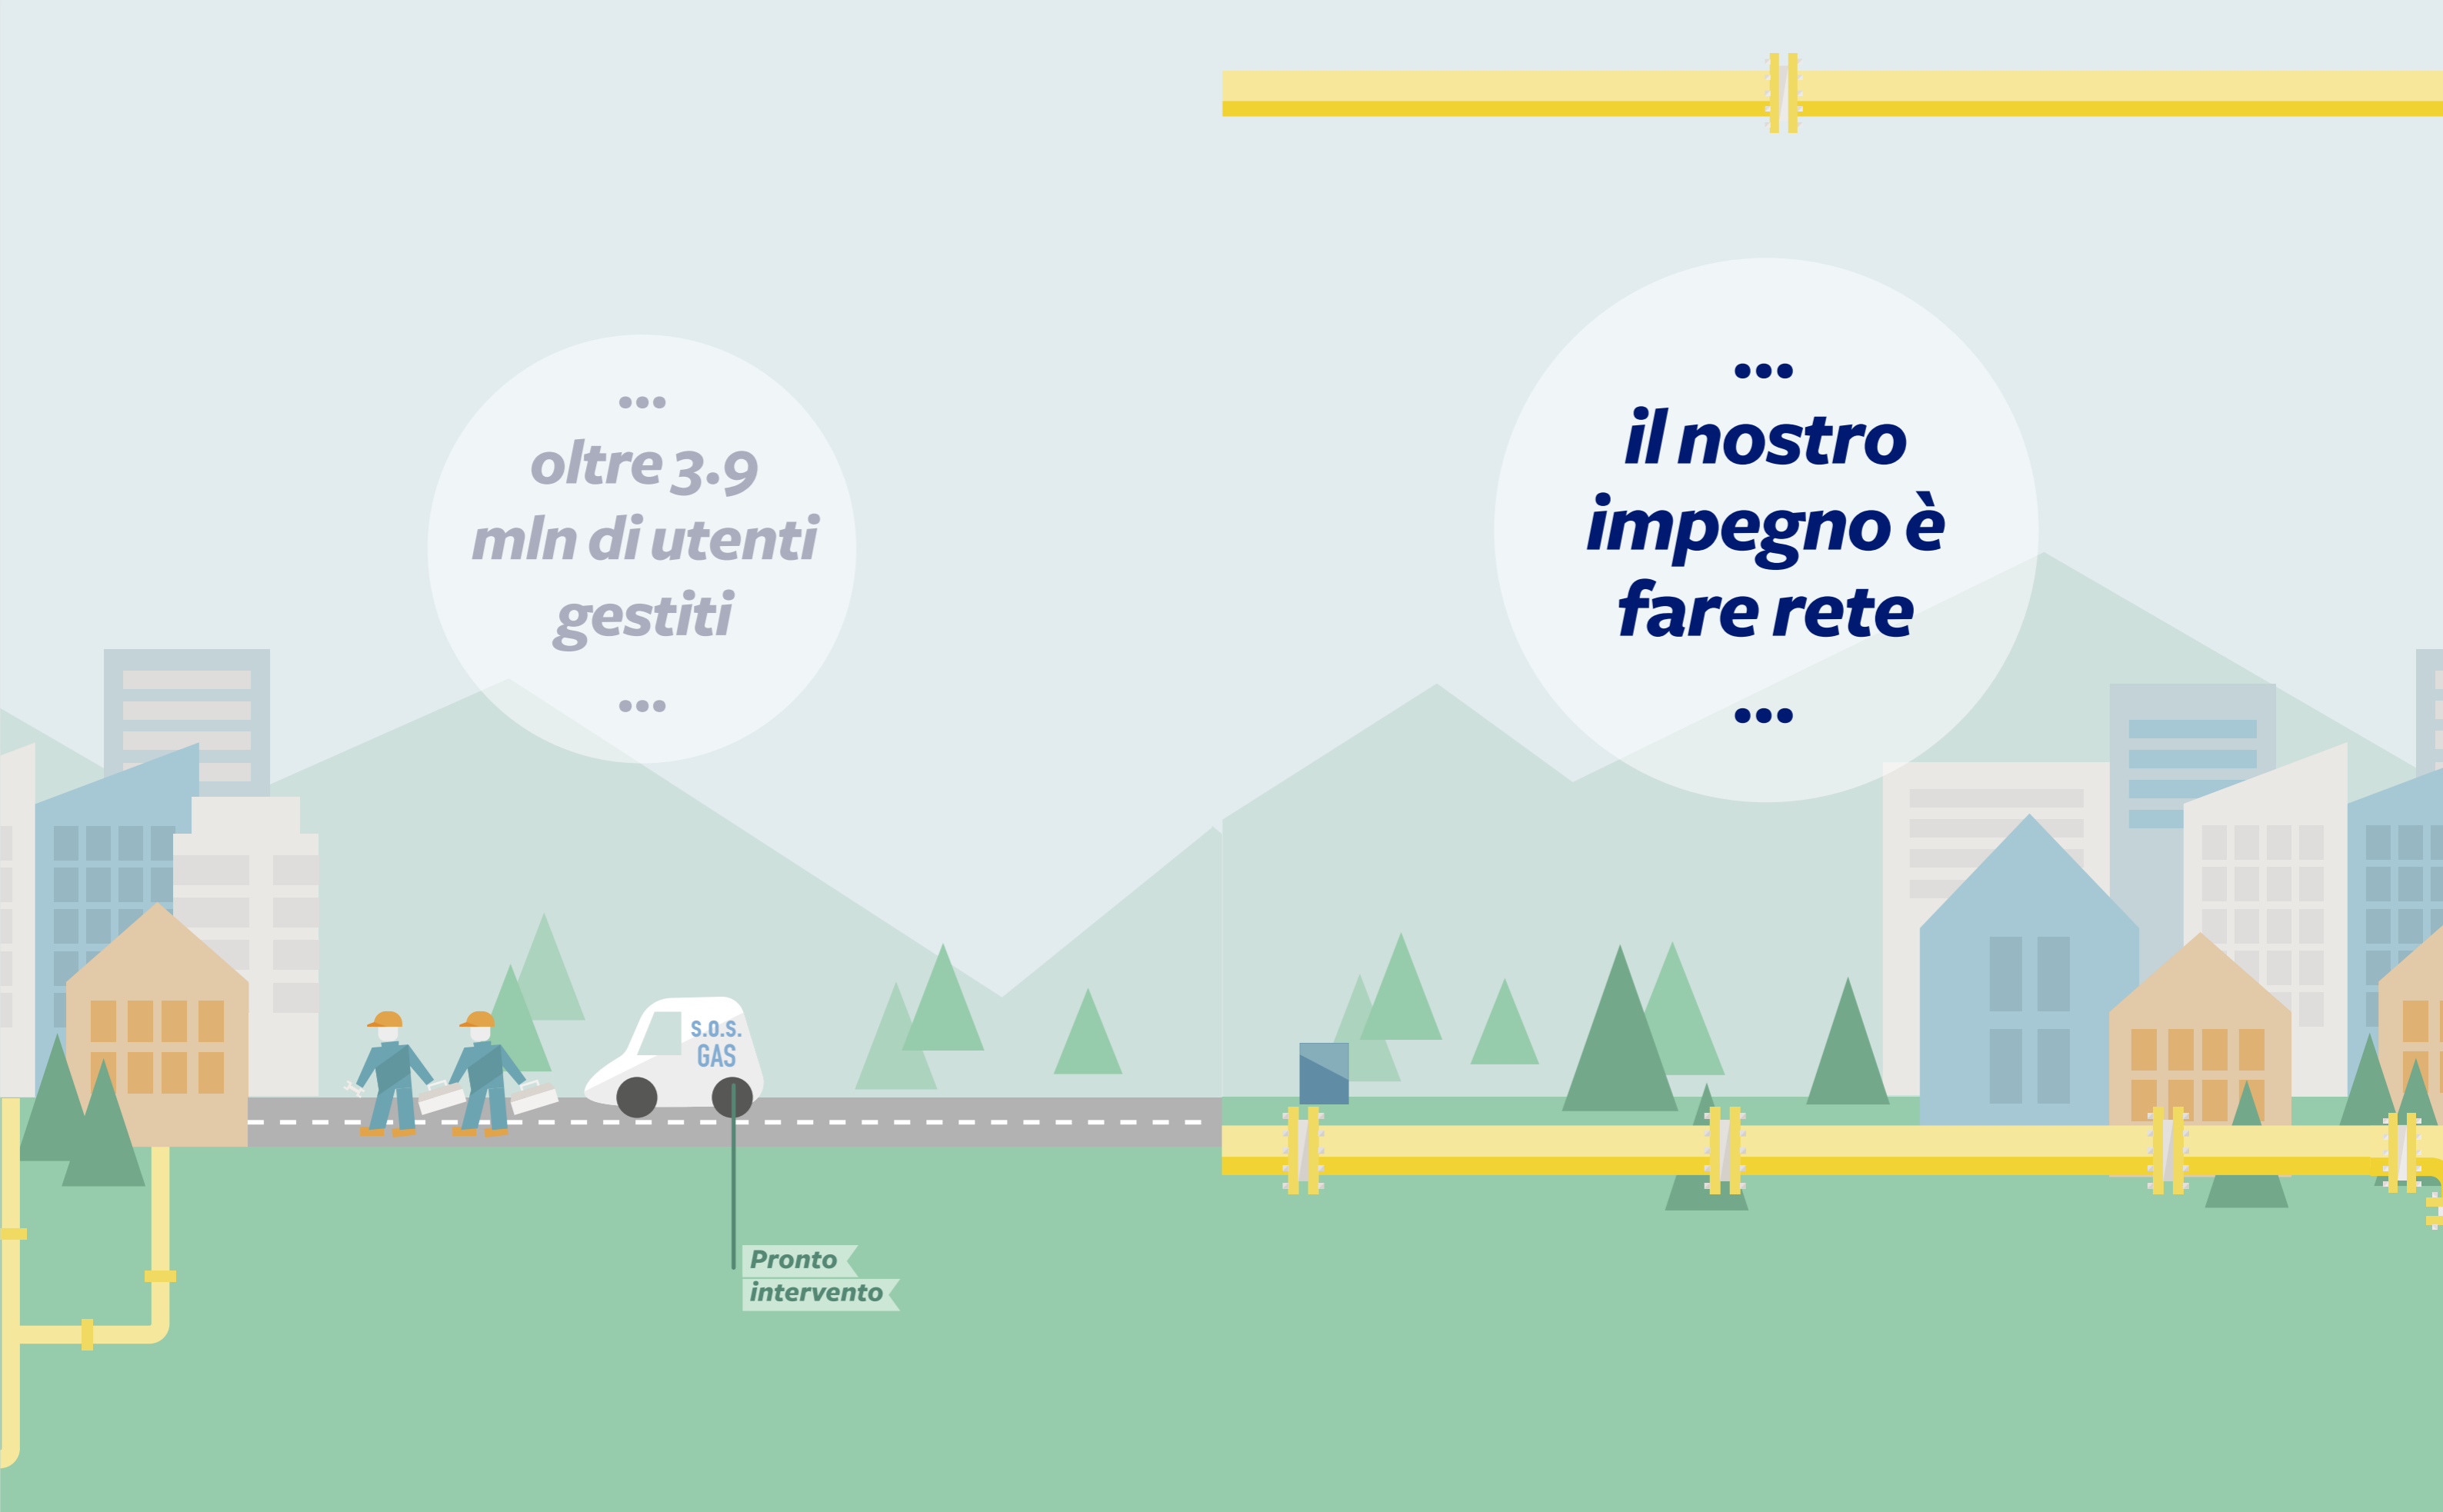 •••
oltre 3.9
mln di utenti
gestiti
•••
S.O.S.
GAS
Pronto
intervento
•••
il nostro
impegno è
fare rete
•••